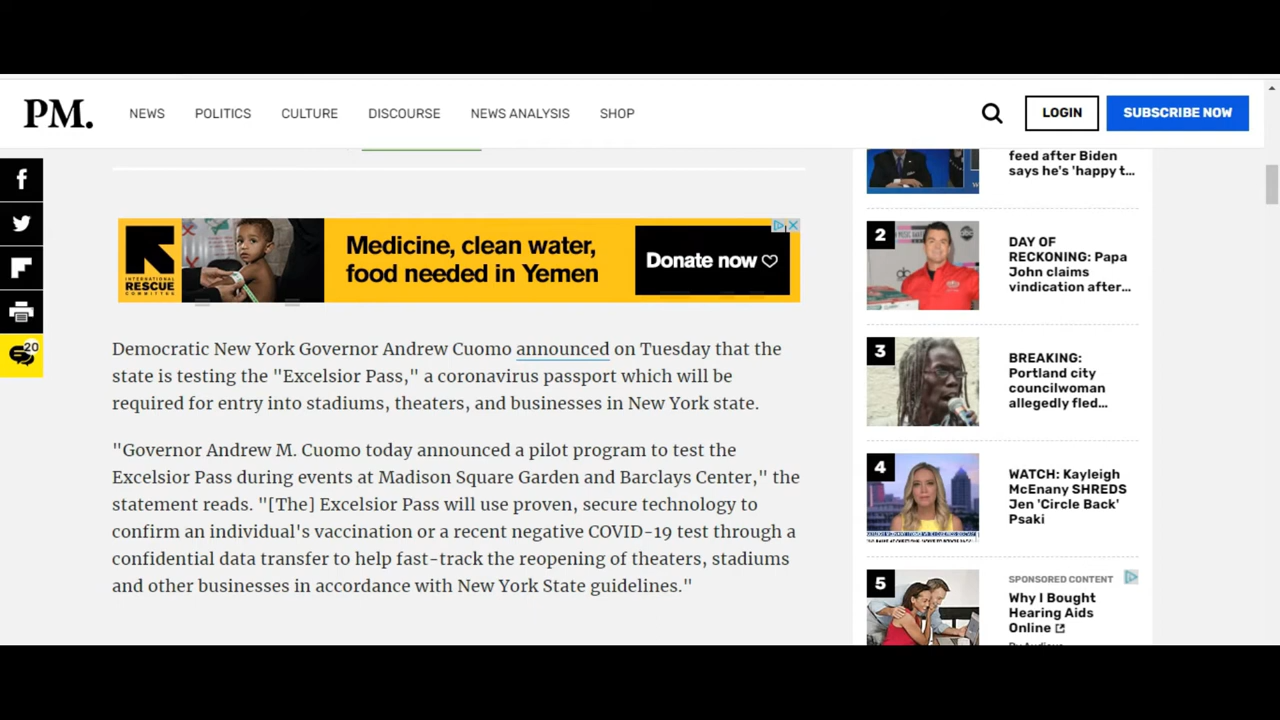 PM.
NEWS
POLITICS
CULTURE
DISCOURSE
NEWS ANALYSIS
SHOP
LOGIN
SUBSCRIBE NOW
20
INTERNATIONAL
RESCUE
COMMITTEE
Medicine, clean water,
food needed in Yemen
Donate now
Democratic New York Governor Andrew Cuomo announced on Tuesday that the
state is testing the "Excelsior Pass," a coronavirus passport which will be
required for entry into stadiums, theaters, and businesses in New York state.
"Governor Andrew M. Cuomo today announced a pilot program to test the
Excelsior Pass during events at Madison Square Garden and Barclays Center," the
statement reads. "[The] Excelsior Pass will use proven, secure technology to
confirm an individual's vaccination or a recent negative COVID-19 test through a
confidential data transfer to help fast-track the reopening of theaters, stadiums
and other businesses in accordance with New York State guidelines."
feed after Biden
says he's 'happy t...
2
DAY OF
RECKONING: Papa
John claims
vindication after...
3
BREAKING:
Portland city
councilwoman
allegedly fled...
4
WATCH: Kayleigh
McEnany SHREDS
Jen 'Circle Back'
Psaki
5
SPONSORED CONTENT
Why I Bought
Hearing Aids
Online